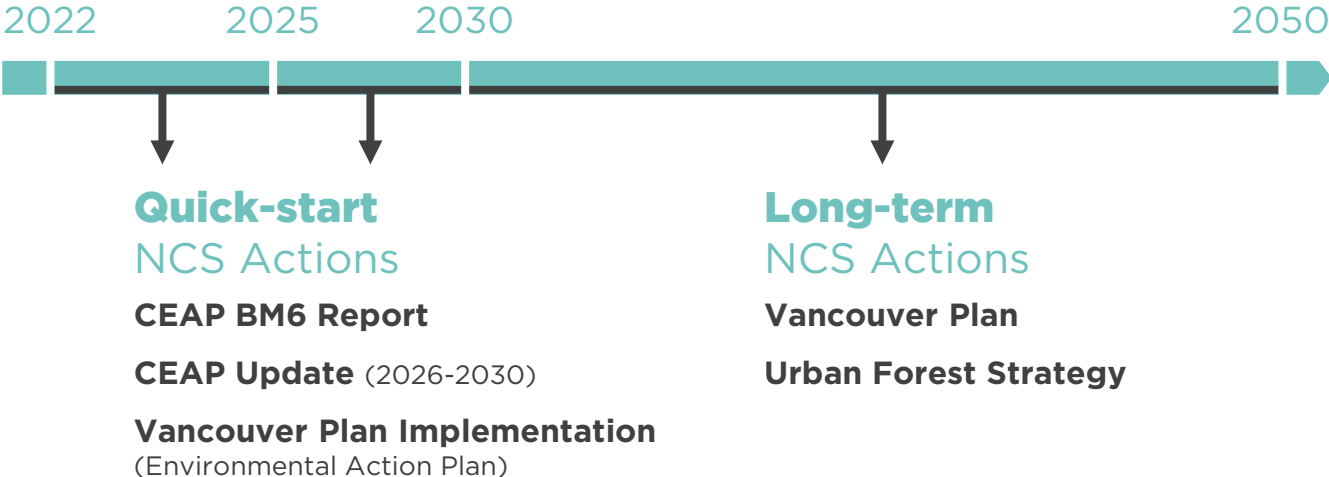 2022 2025 2030 2050
Quick-start
NCS Actions
CEAP BM6 Report
CEAP Update (2026-2030)
Vancouver Plan Implementation
(Environmental Action Plan)
Long-term
NCS Actions
Vancouver Plan
Urban Forest Strategy